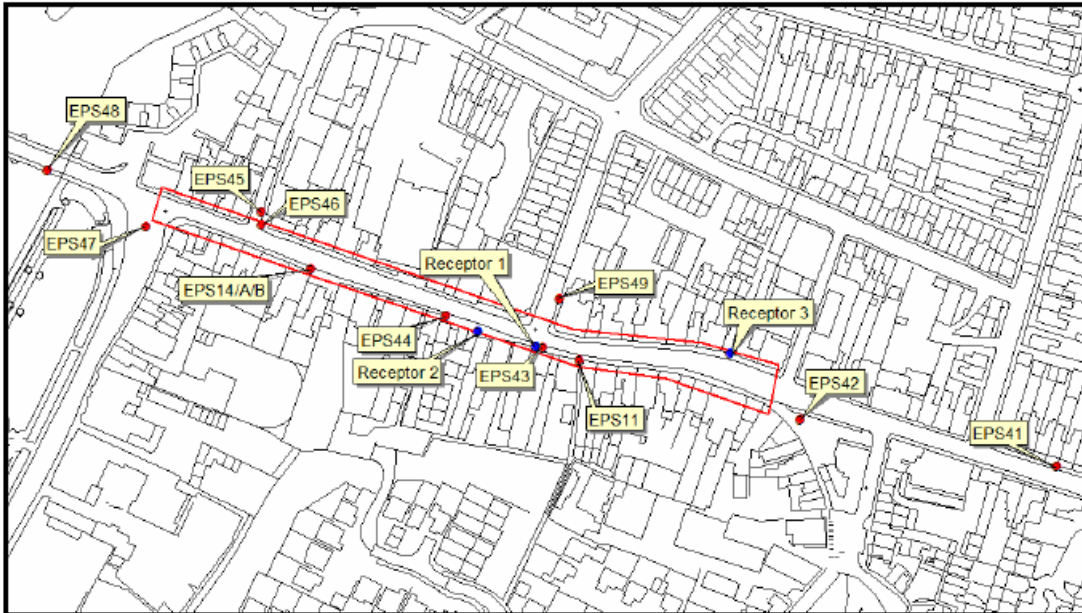 EPS48
EPS45
EPS46
EPS47
Receptor 1
EPS14/A/B
EPS49
Receptor 3
EPS44
Receptor 2
EPS43
EPS42
EPS11
EPS41